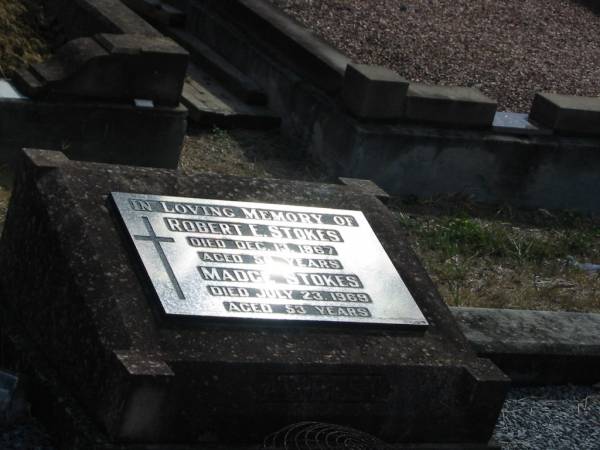 IN LOVING MEMORY OF
ROBERT E. STOKES
DIED DEC. 1967
AGED YEARS
MADGE STOKES
DIED JULY 23, 1969
AGED 53 YEARS